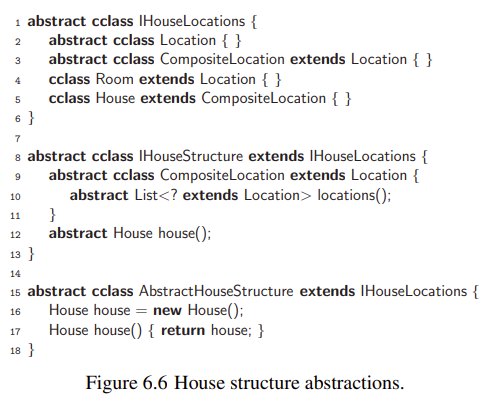 1 abstract cclass IHouseLocations {
2 abstract cclass Location { }
3 abstract cclass CompositeLocation extends Location { }
4 cclass Room extends Location { }
5 cclass House extends CompositeLocation { }
6 }
7
8 abstract cclass IHouseStructure extends IHouseLocations {
9 abstract cclass CompositeLocation extends Location {
10 abstract List<? extends Location> locations();
11 }
12 abstract House house();
13 }
14
15 abstract cclass AbstractHouseStructure extends IHouseLocations {
16 House house = new House();
17 House house() { return house; }
18 }
Figure 6.6 House structure abstractions.